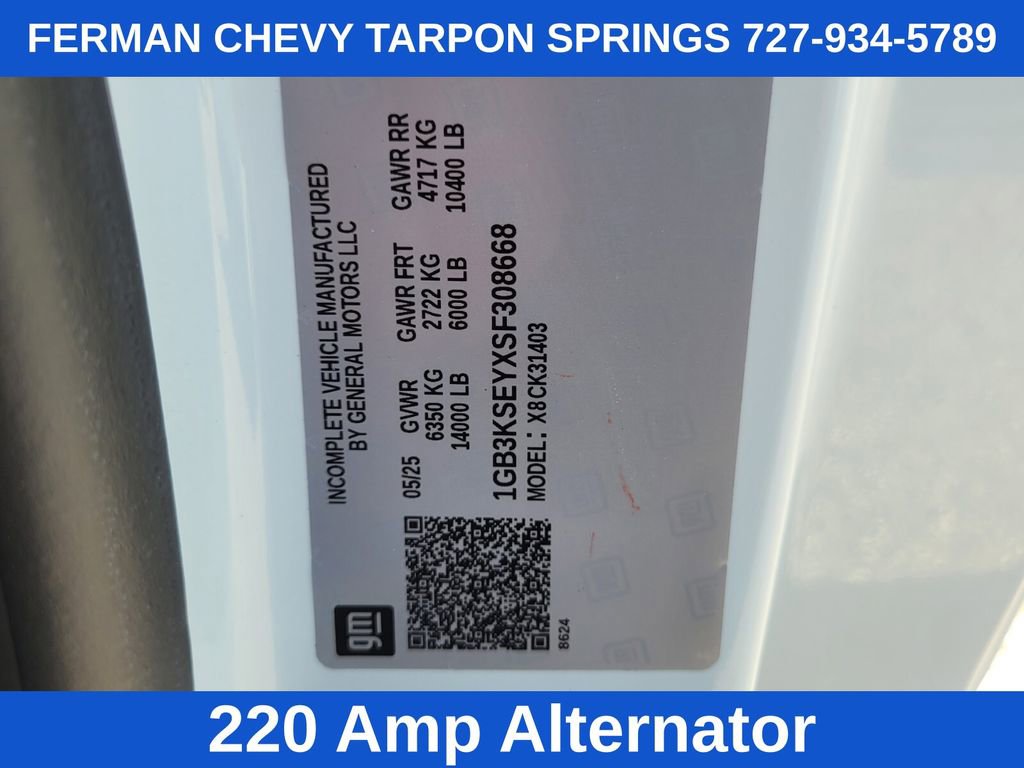 FERMAN CHEVY TARPON SPRINGS 727-934-5789
INCOMPLETE VEHICLE MANUFACTURED
BY GENERAL MOTORS LLC
05/25 GVWR GAWR FRT GAWR RR
6350 KG 2722 KG 4717 KG
14000 LB 6000 LB 10400 LB
1GB3KSEYXSF308668
MODEL: X8CK31403
gm
8624
220 Amp Alternator